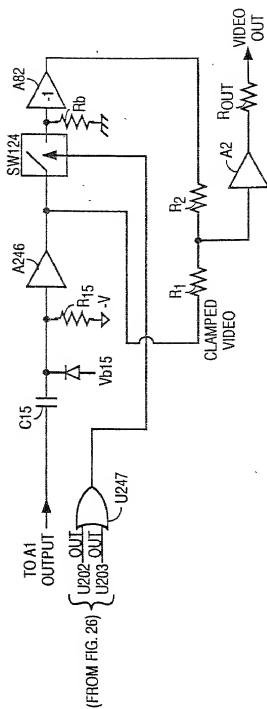 TO A1
OUTPUT
C15
Vb15
R15
-V
A246
SW124
Rb
-1
A82
(FROM FIG. 26)
U202 OUT
U203 OUT
U247
CLAMPED
VIDEO
R1
R2
A2
ROUT
VIDEO
OUT